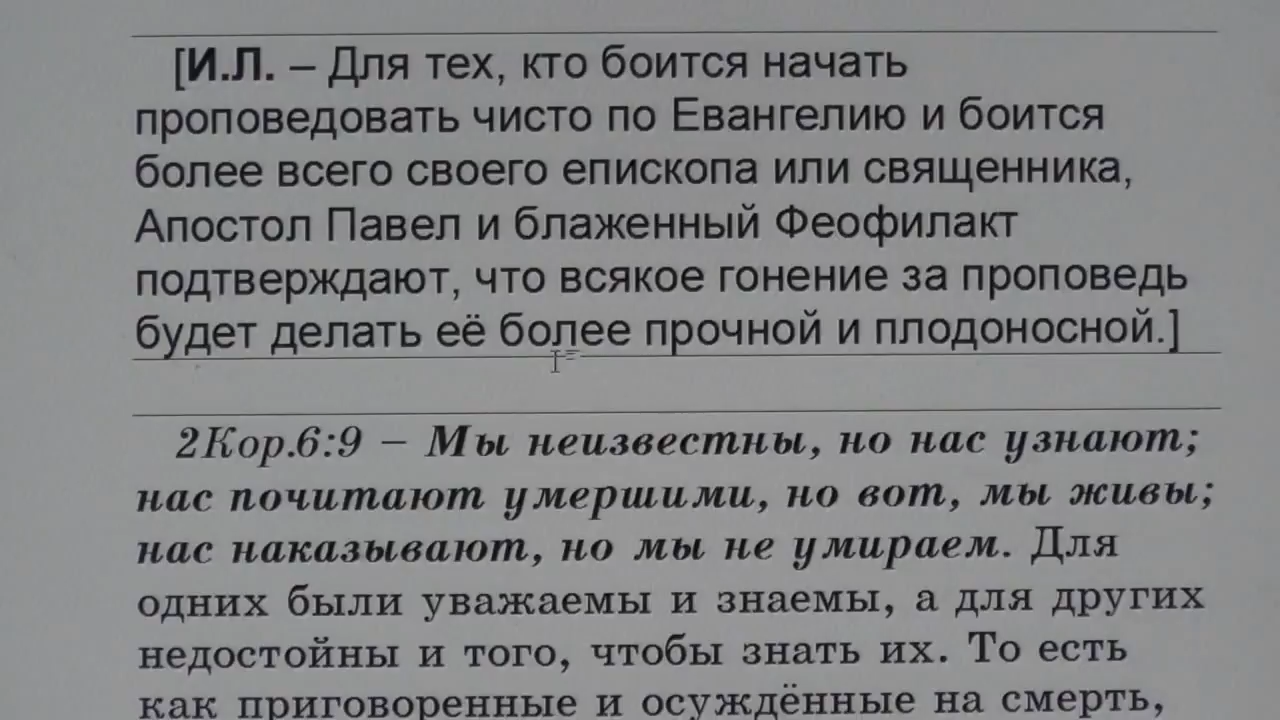 [И.Л. – Для тех, кто боится начать
проповедовать чисто по Евангелию и боится
более всего своего епископа или священника,
Апостол Павел и блаженный Феофилакт
подтверждают, что всякое гонение за проповедь
будет делать её более прочной и плодоносной.]
2Кор.6:9 – Мы неизвестны, но нас узнают;
нас почитают умершими, но вот, мы живы;
нас наказывают, но мы не умираем. Для
одних были уважаемы и знаемы, а для других
недостойны и того, чтобы знать их. То есть
как приговоренные и осуждённые на смерть,